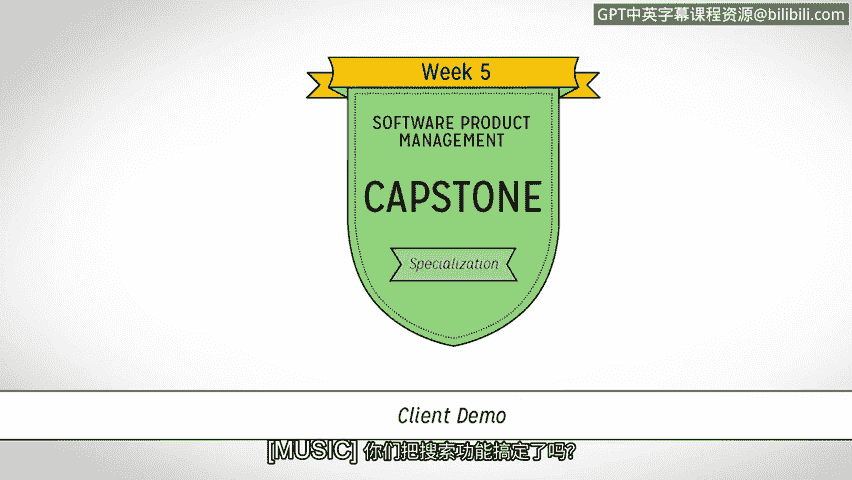 GPT中英字幕课程资源@bilibili.com
Week 5
SOFTWARE PRODUCT
MANAGEMENT
CAPSTONE
Specialization
Client Demo
[MUSIC] 你们把搜索功能搞定了吗?